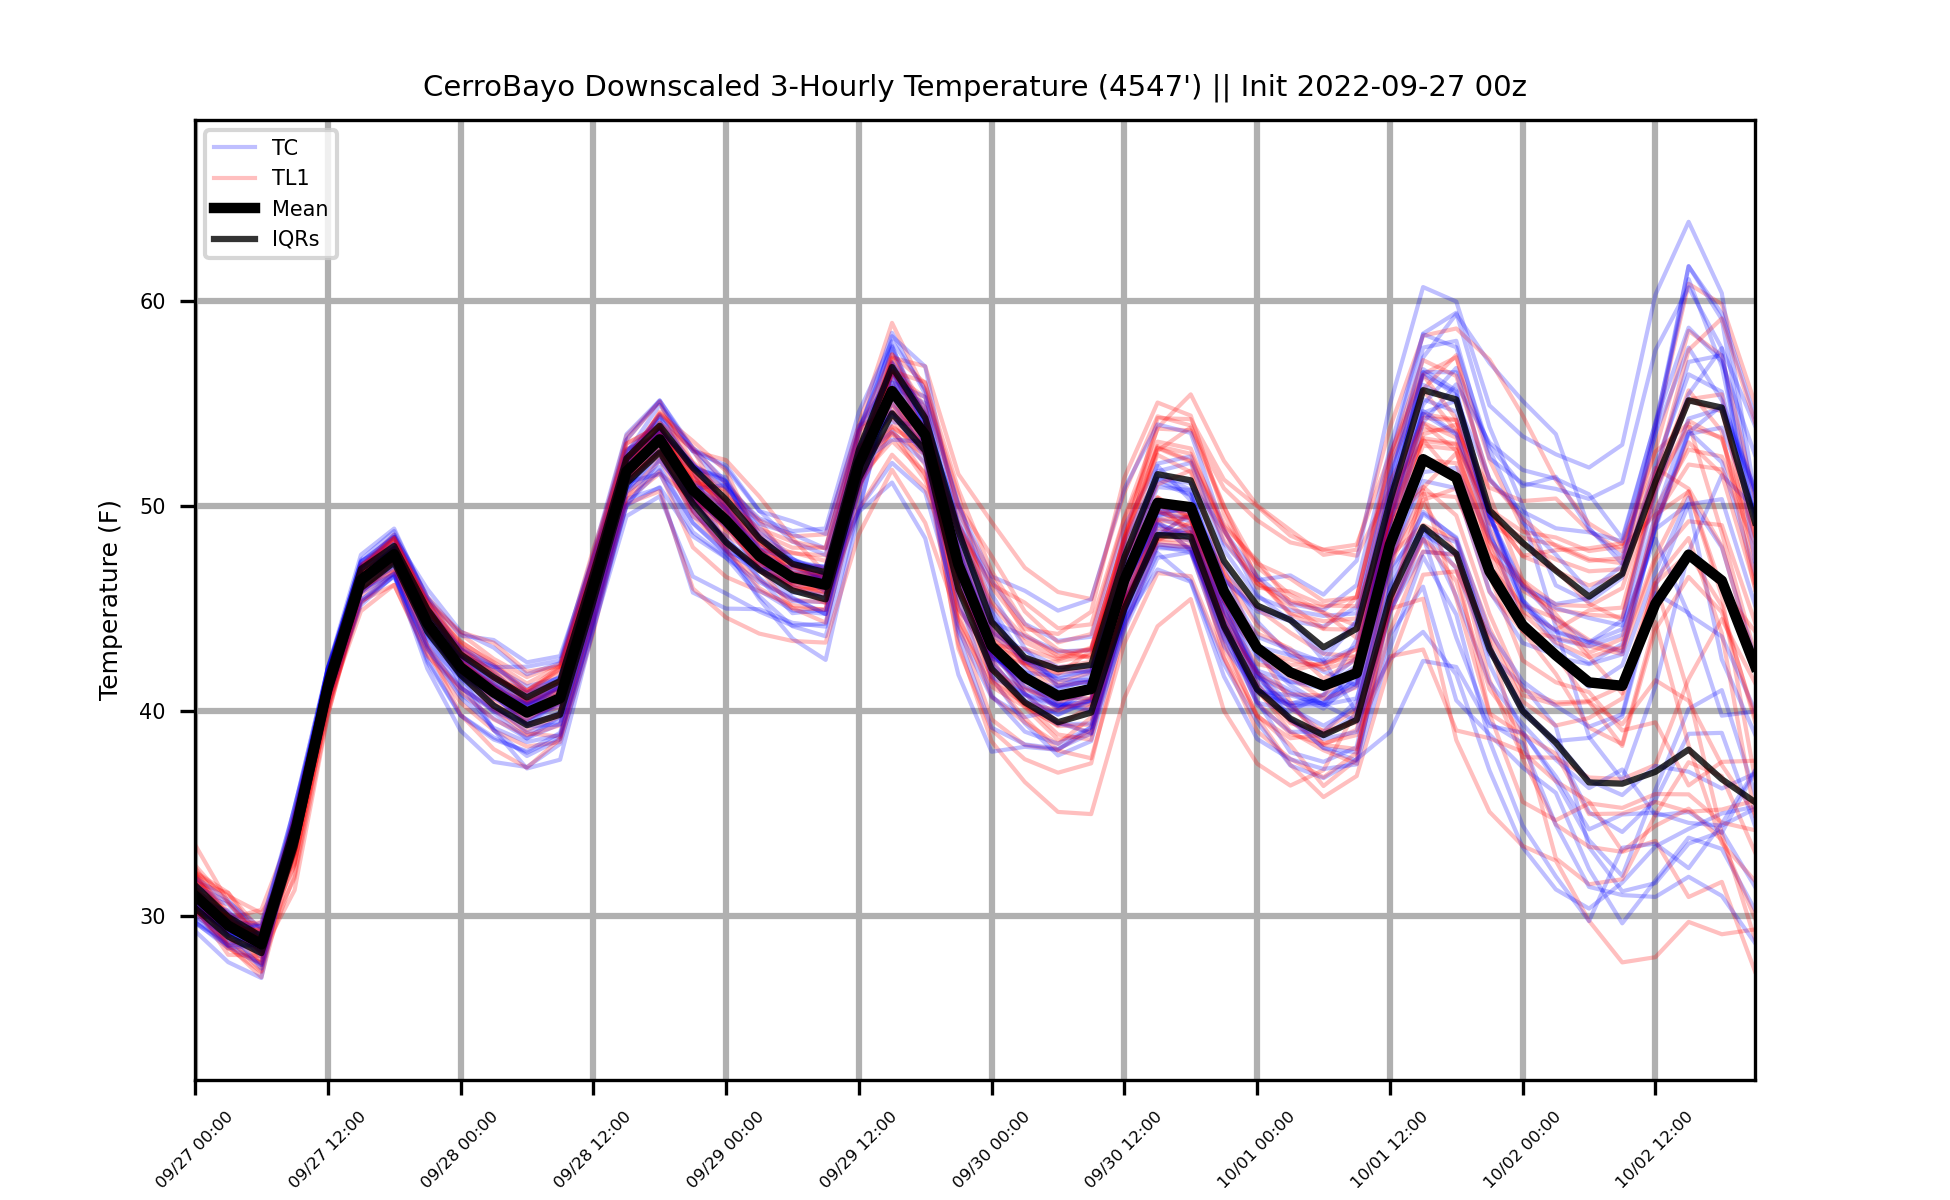 CerroBayo Downscaled 3-Hourly Temperature (4547') || Init 2022-09-27 00z
TC
TL1
Mean
IQRs
Temperature (F)
60
50
40
30
09/27 00:00
09/27 12:00
09/28 00:00
09/28 12:00
09/29 00:00
09/29 12:00
09/30 00:00
09/30 12:00
10/01 00:00
10/01 12:00
10/02 00:00
10/02 12:00